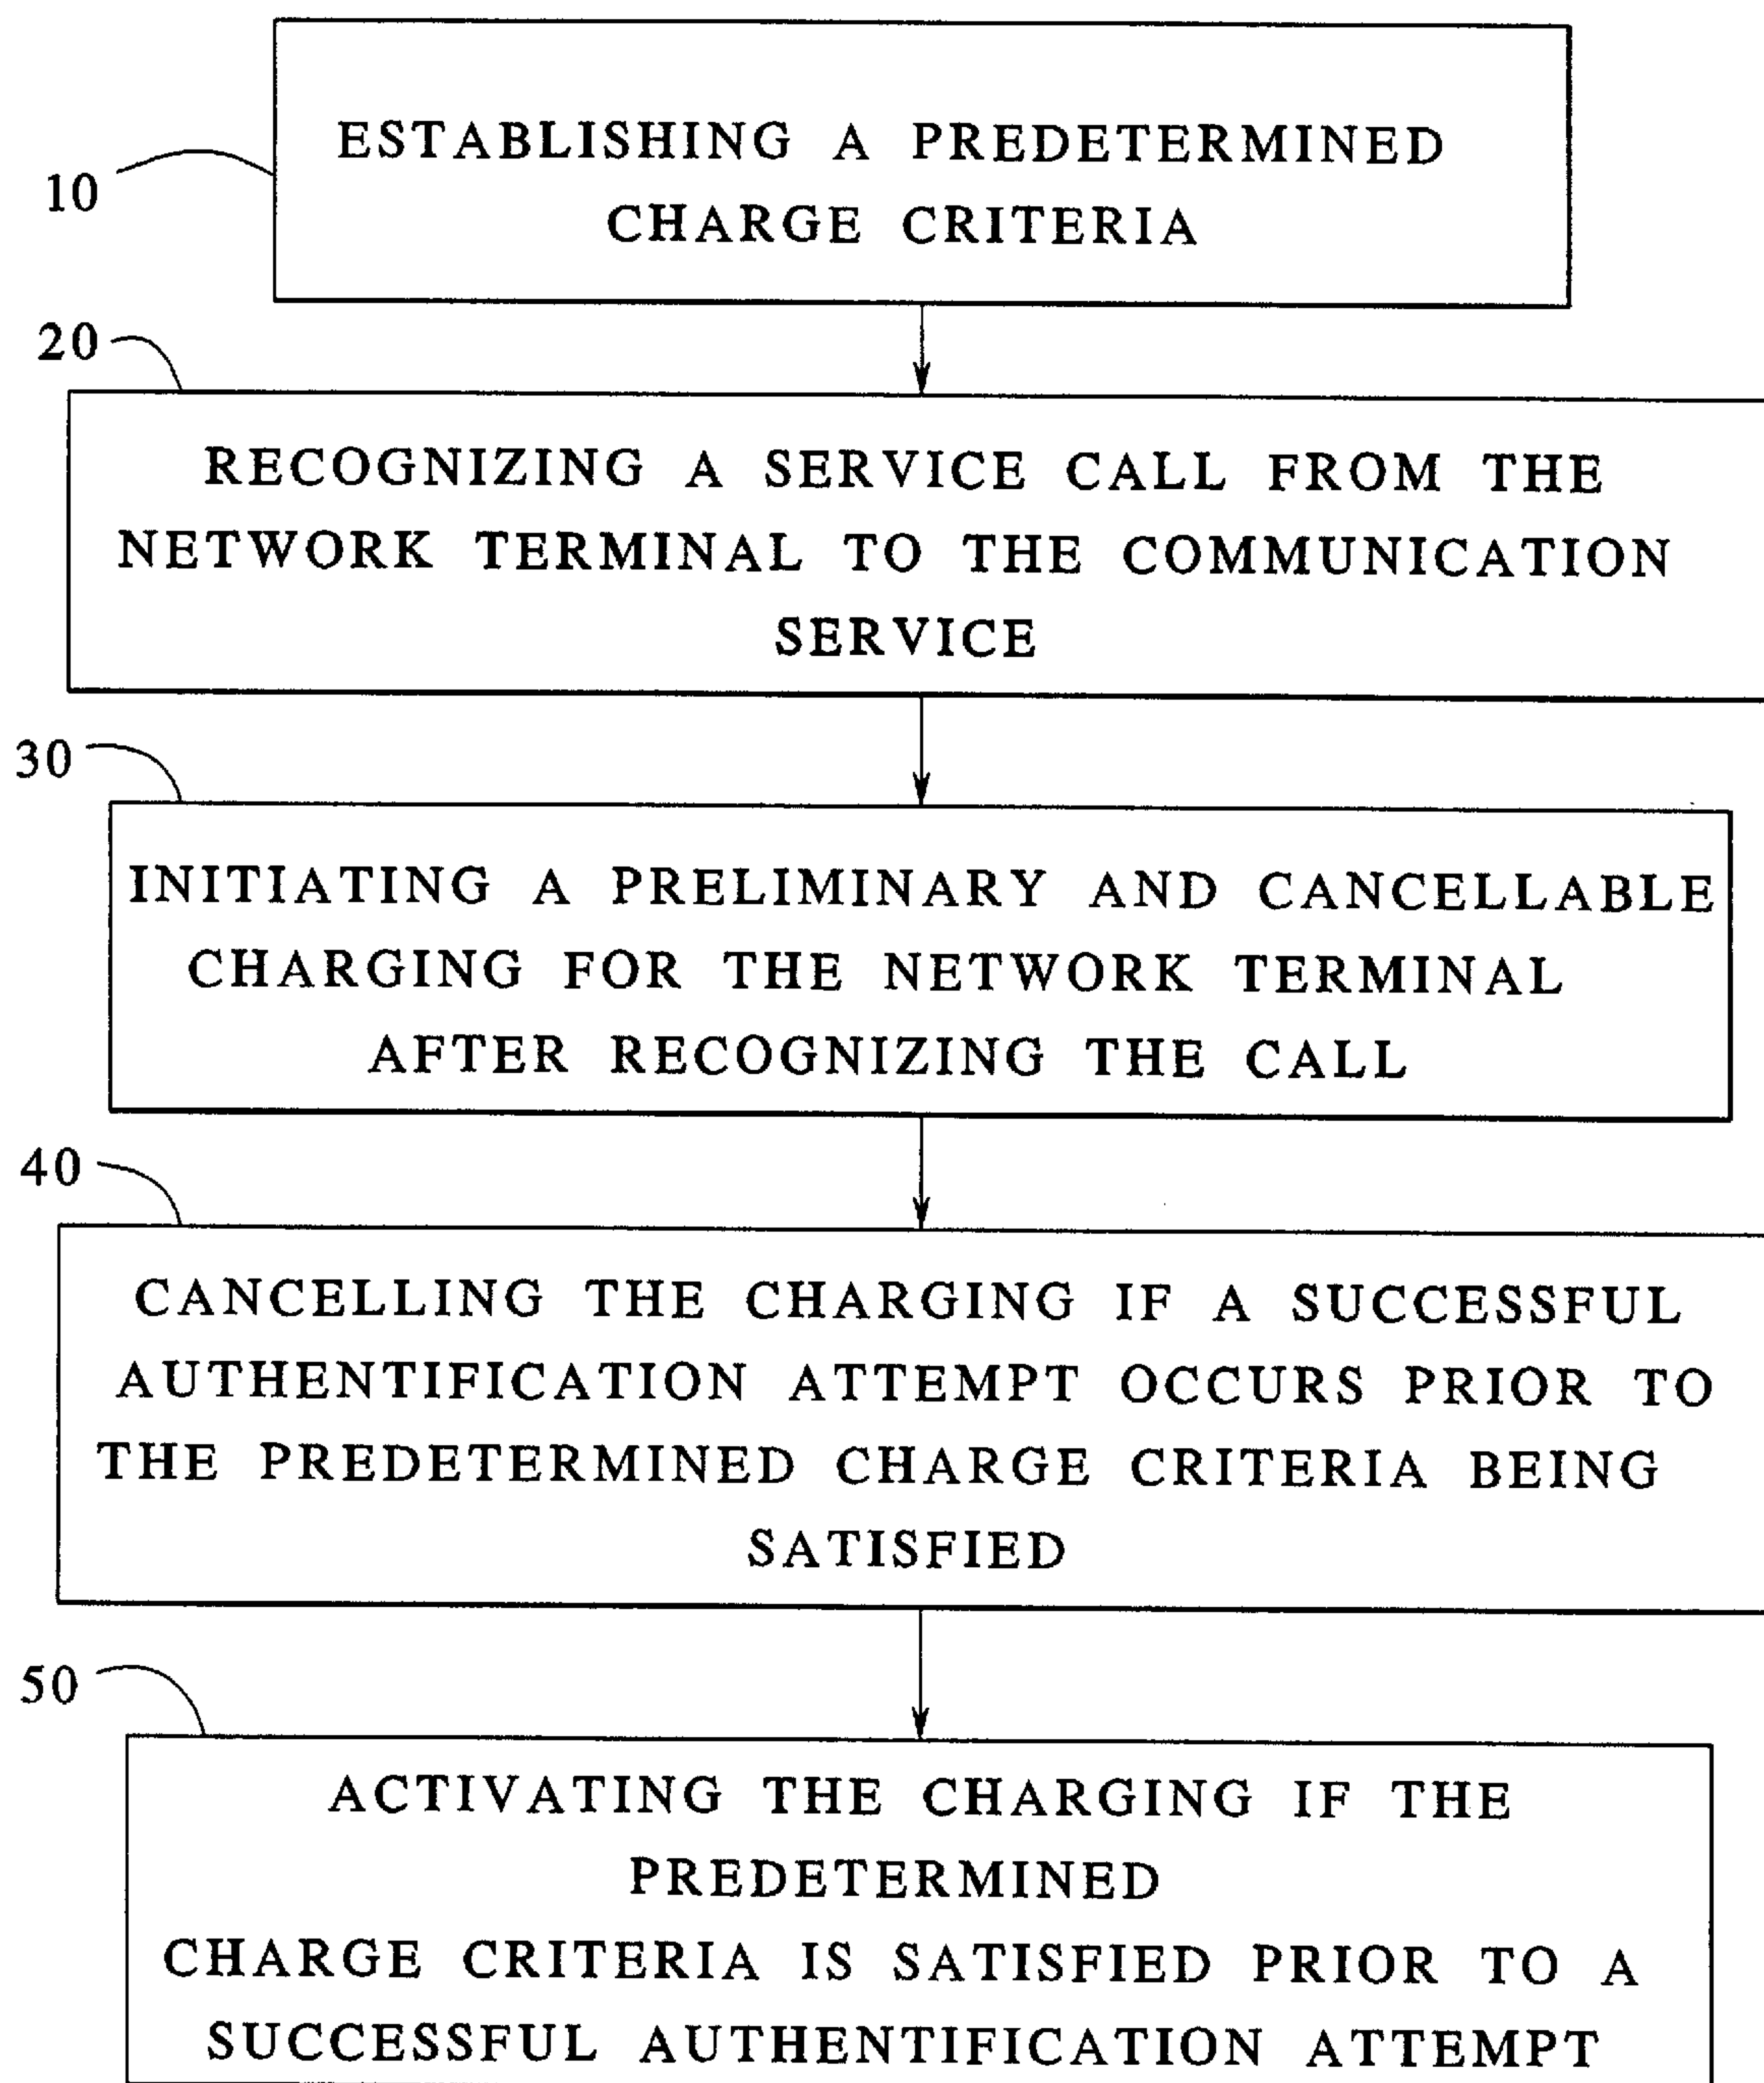 ESTABLISHING A PREDETERMINED
CHARGE CRITERIA
10
20
RECOGNIZING A SERVICE CALL FROM THE
NETWORK TERMINAL TO THE COMMUNICATION
SERVICE
30
INITIATING A PRELIMINARY AND CANCELLABLE
CHARGING FOR THE NETWORK TERMINAL
AFTER RECOGNIZING THE CALL
40
CANCELLING THE CHARGING IF A SUCCESSFUL
AUTHENTIFICATION ATTEMPT OCCURS PRIOR TO
THE PREDETERMINED CHARGE CRITERIA BEING
SATISFIED
50
ACTIVATING THE CHARGING IF THE
PREDETERMINED
CHARGE CRITERIA IS SATISFIED PRIOR TO A
SUCCESSFUL AUTHENTIFICATION ATTEMPT